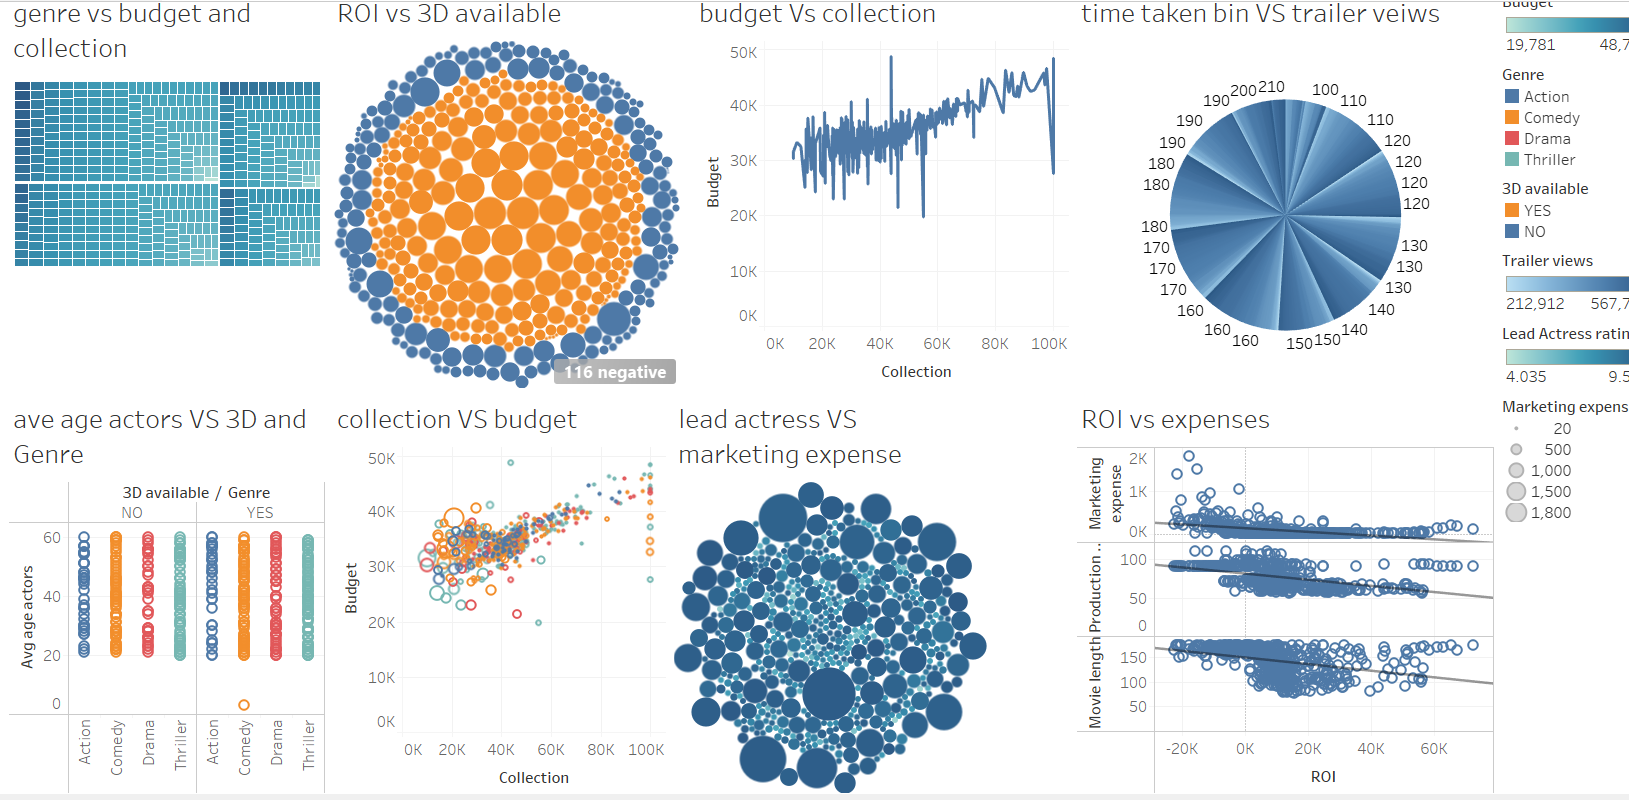 genre vs budget and
collection
ROI vs 3D available
116 negative
budget Vs collection
50K
40K
30K
20K
10K
0K
Budget
0K 20K 40K 60K 80K 100K
Collection
time taken bin VS trailer veiws
200 210 100
190 110
190 110
190 120
180 120
180 120
120
180 130
170 130
170 130
170 140
160 140
160 150
160 150
Budget
19,781 48,7
Genre
Action
Comedy
Drama
Thriller
3D available
YES
NO
Trailer views
212,912 567,7
Lead Actress ratin
4.035 9.5
Marketing expens
20
500
1,000
1,500
1,800
ave age actors VS 3D and
Genre
3D available / Genre
NO YES
60
40
20
0
Avg age actors
Action Comedy Drama Thriller Action Comedy Drama Thriller
collection VS budget
50K
40K
30K
20K
10K
0K
Budget
0K 20K 40K 60K 80K 100K
Collection
lead actress VS
marketing expense
ROI vs expenses
Marketing
expense
2K
1K
0K
Production ..
100
50
0
Movie length
150
100
50
-20K 0K 20K 40K 60K
ROI